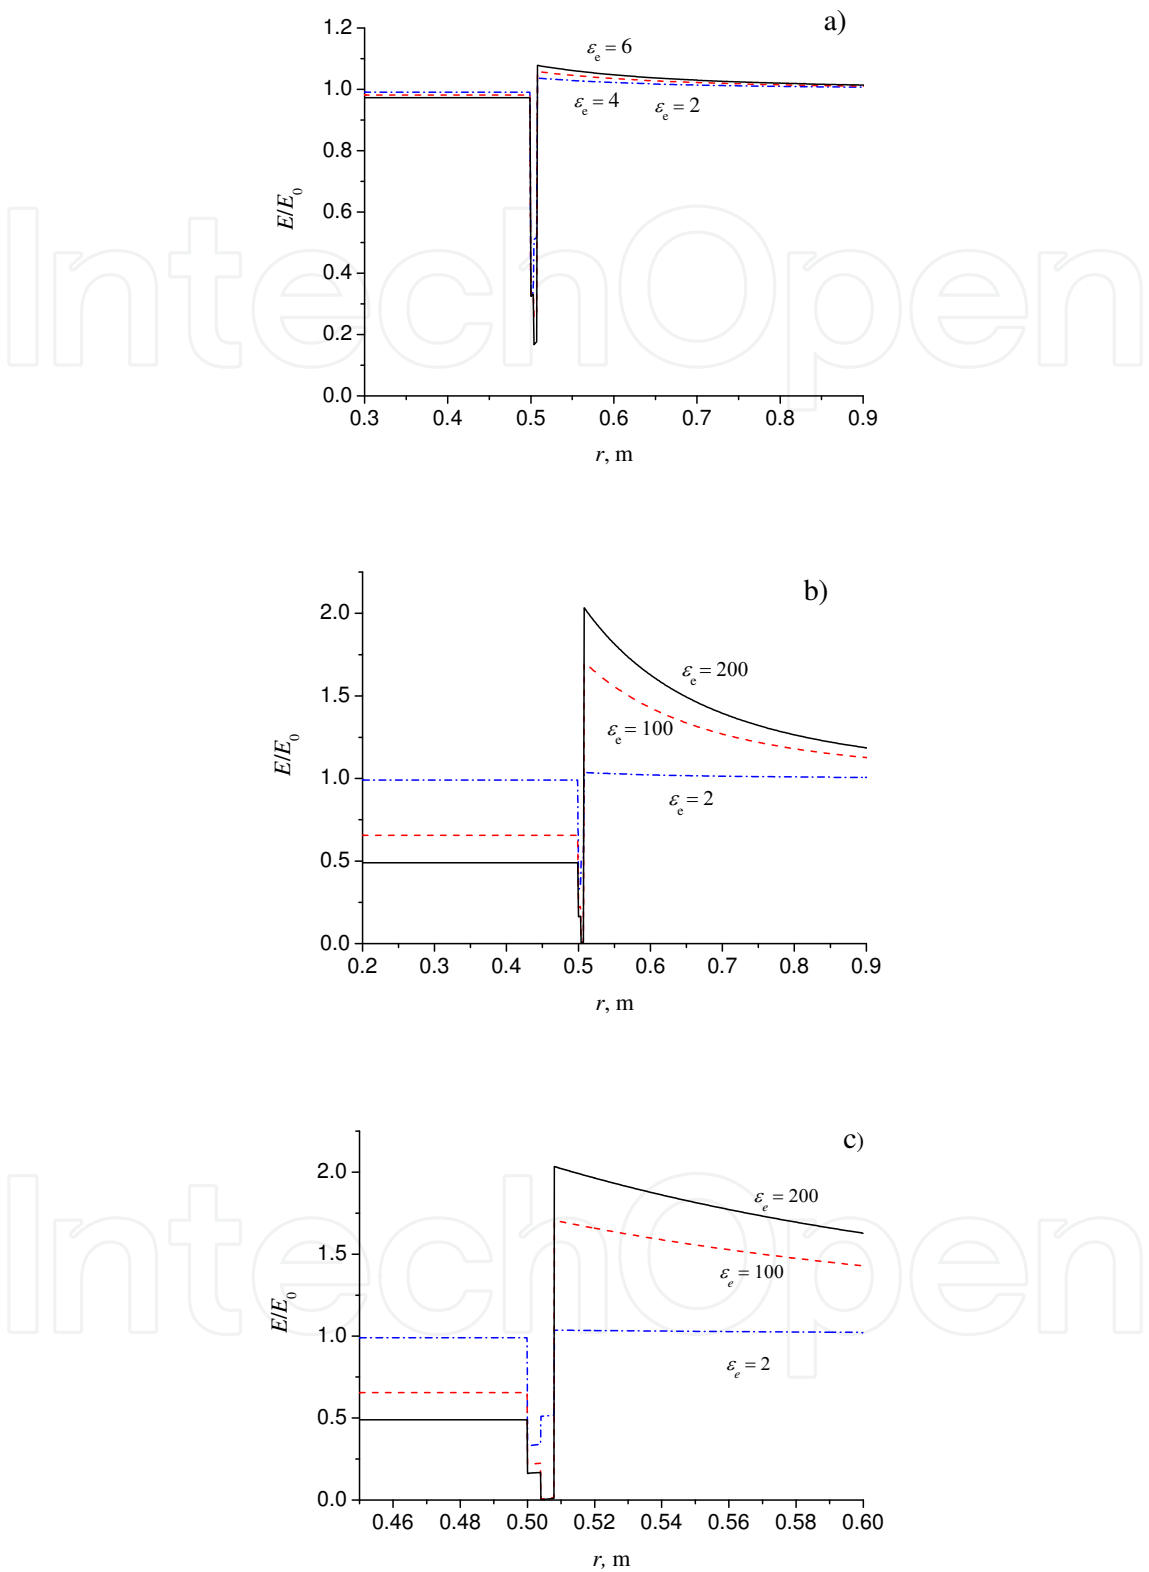 a)
1.2
1.0
0.8
0.6
0.4
0.2
0.0
E/E0
εe = 6
εe = 4
εe = 2
0.3 0.4 0.5 0.6 0.7 0.8 0.9
r, m
IntechOpen
b)
2.0
1.5
1.0
0.5
0.0
E/E0
εe = 200
εe = 100
εe = 2
0.2 0.3 0.4 0.5 0.6 0.7 0.8 0.9
r, m
c)
2.0
1.5
1.0
0.5
0.0
E/E0
εe = 200
εe = 100
εe = 2
0.46 0.48 0.50 0.52 0.54 0.56 0.58 0.60
r, m
IntechOpen